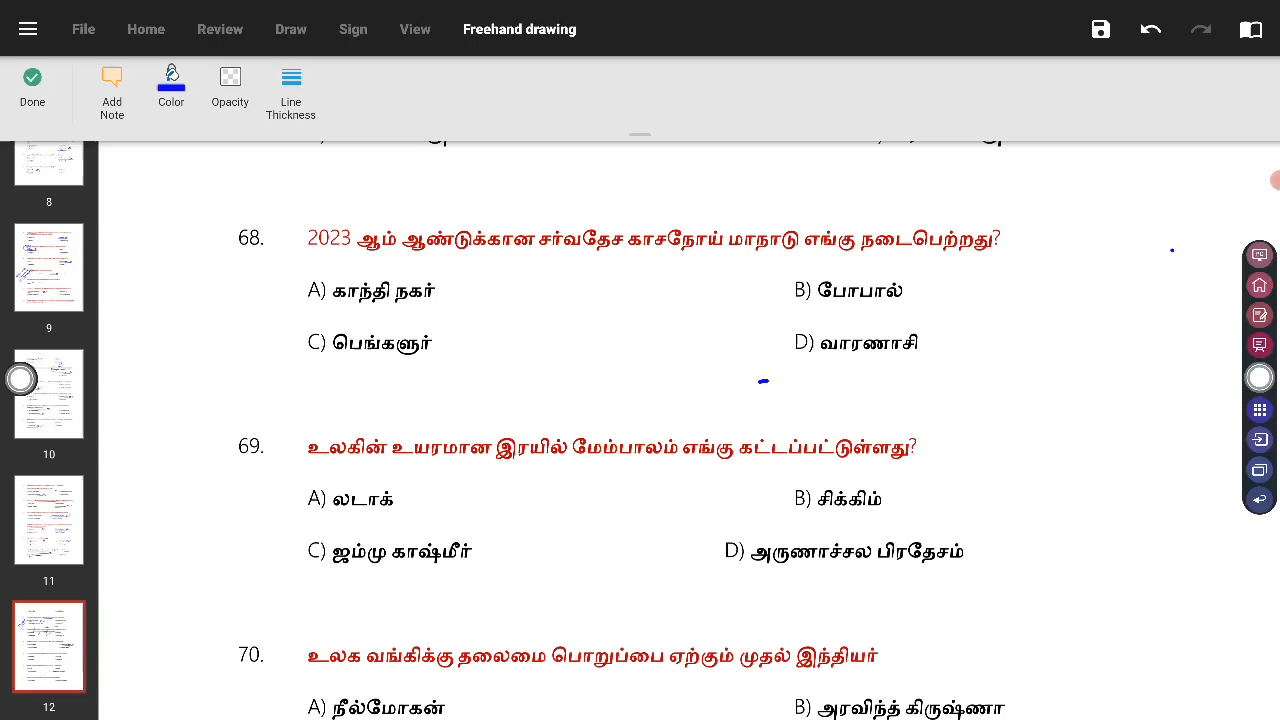 File Home Review Draw Sign View Freehand drawing
Done Add Note Color Opacity Line Thickness
8
9
10
11
12
68. 2023 ஆம் ஆண்டுக்கான சர்வதேச காசநோய் மாநாடு எங்கு நடைபெற்றது?
A) காந்தி நகர் B) போபால்
C) பெங்களுர் D) வாரணாசி
69. உலகின் உயரமான இரயில் மேம்பாலம் எங்கு கட்டப்பட்டுள்ளது?
A) லடாக் B) சிக்கிம்
C) ஜம்மு காஷ்மீர் D) அருணாச்சல பிரதேசம்
70. உலக வங்கிக்கு தலைமை பொறுப்பை ஏற்கும் முதல் இந்தியர்
A) நீல்மோகன் B) அரவிந்த் கிருஷ்ணா